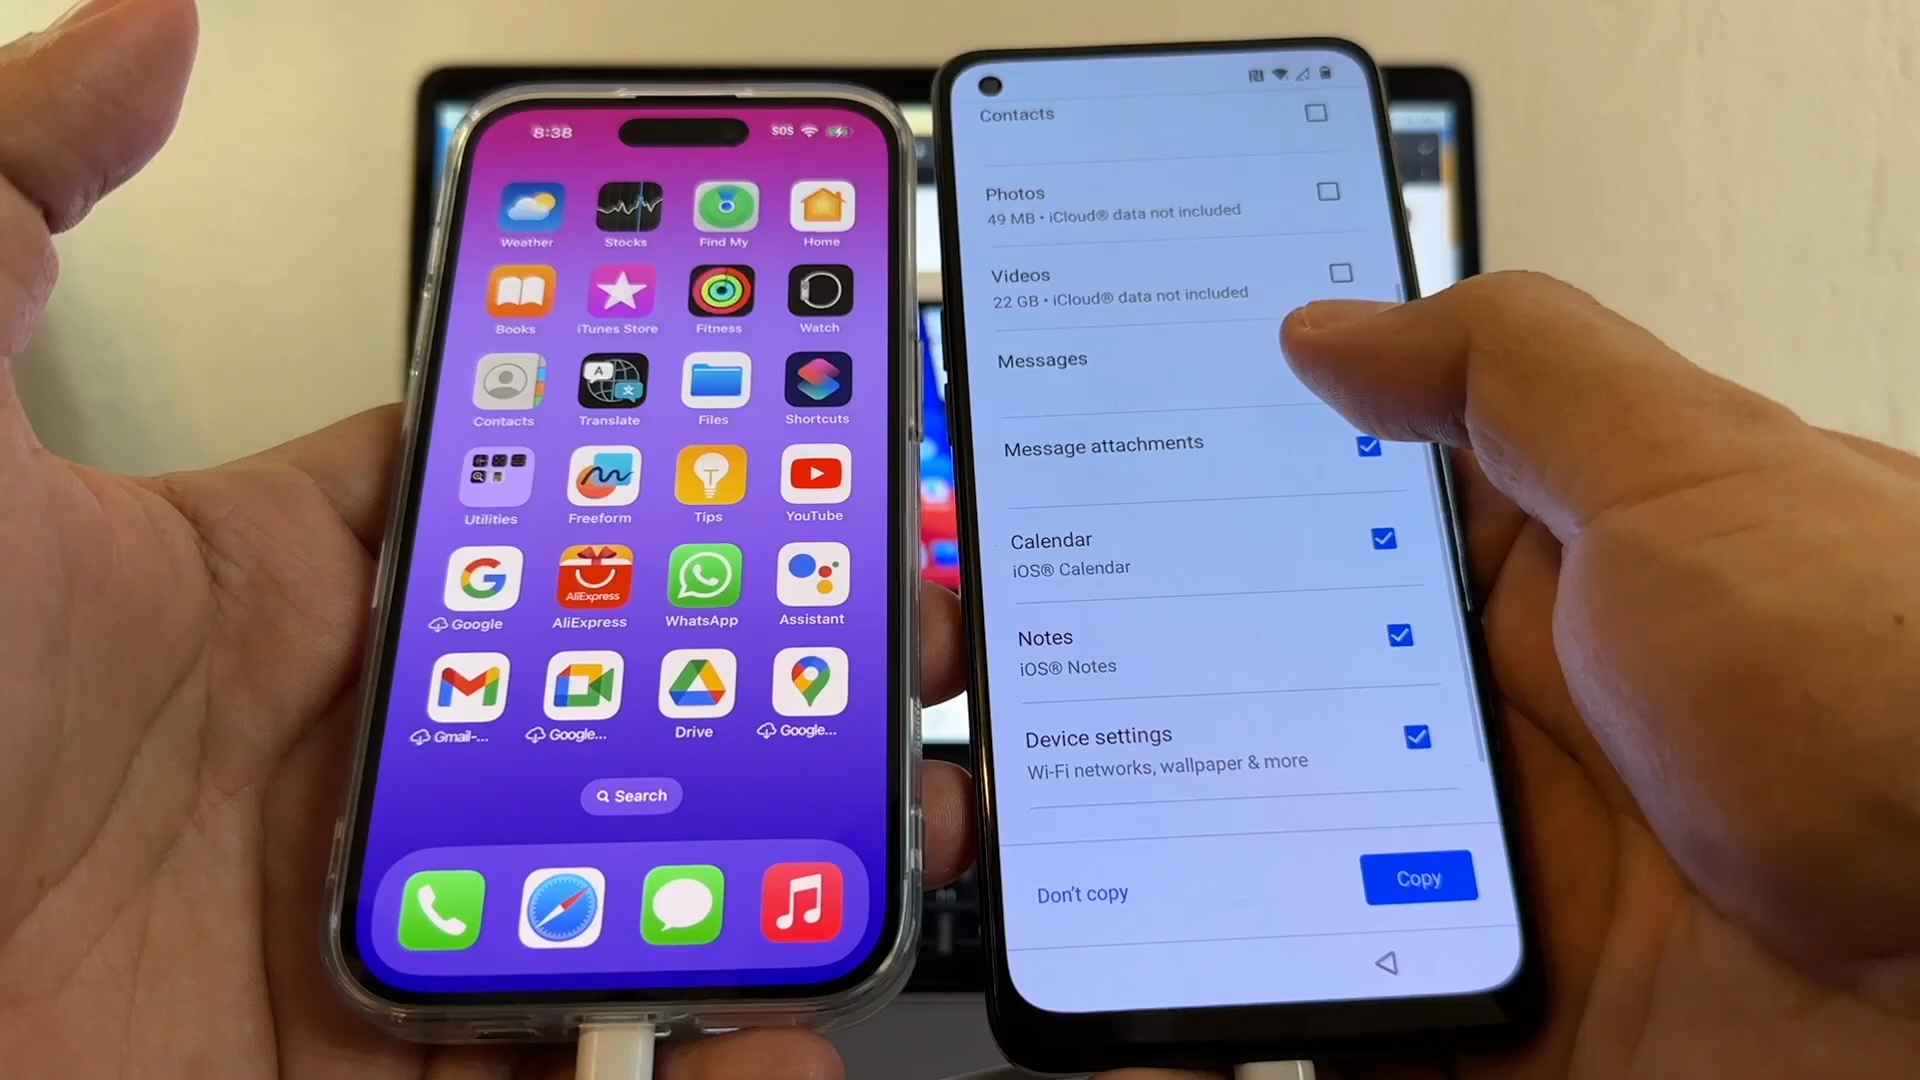 8:38
SOS
Weather
Stocks
Find My
Home
Books
iTunes Store
Fitness
Watch
Contacts
Translate
Files
Shortcuts
Utilities
Freeform
Tips
YouTube
Google
AliExpress
AliExpress
WhatsApp
Assistant
Gmail-...
Google...
Drive
Google...
Search
Contacts
Photos
49 MB • iCloud® data not included
Videos
22 GB • iCloud® data not included
Messages
Message attachments
Calendar
iOS® Calendar
Notes
iOS® Notes
Device settings
Wi-Fi networks, wallpaper & more
Don't copy
Copy